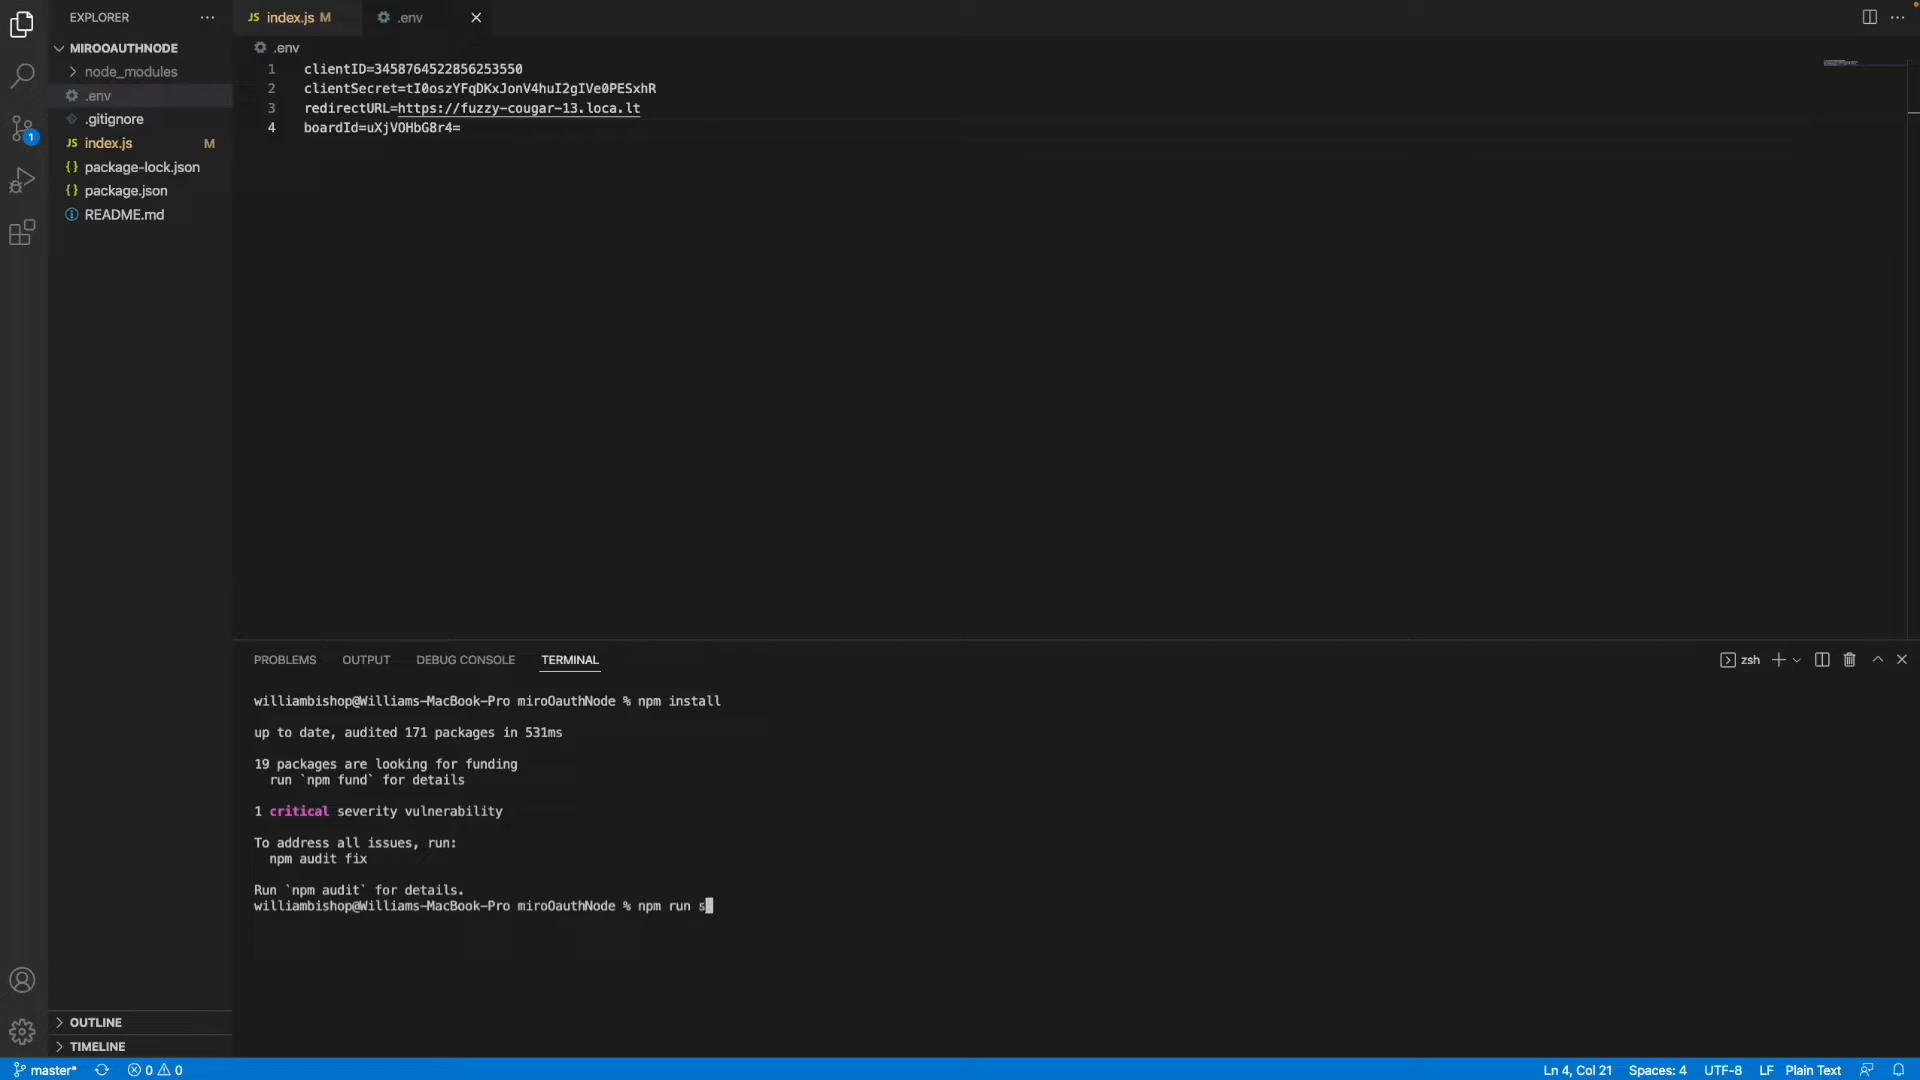 EXPLORER
MIROOAUTHNODE
node_modules
.env
.gitignore
JS index.js M
{} package-lock.json
{} package.json
README.md
1
OUTLINE
TIMELINE
JS index.js M
.env
.env
1 clientID=3458764522856253550
2 clientSecret=tI0oszYFqDKxJonV4huI2gIVe0PESxhR
3 redirectURL=https://fuzzy-cougar-13.loca.lt
4 boardId=uXjVOHbG8r4=
PROBLEMS OUTPUT DEBUG CONSOLE TERMINAL
zsh
williambishop@Williams-MacBook-Pro miroOauthNode % npm install
up to date, audited 171 packages in 531ms
19 packages are looking for funding
run `npm fund` for details
1 critical severity vulnerability
To address all issues, run:
npm audit fix
Run `npm audit` for details.
williambishop@Williams-MacBook-Pro miroOauthNode % npm run s
master* 0 0 Ln 4, Col 21 Spaces: 4 UTF-8 LF Plain Text